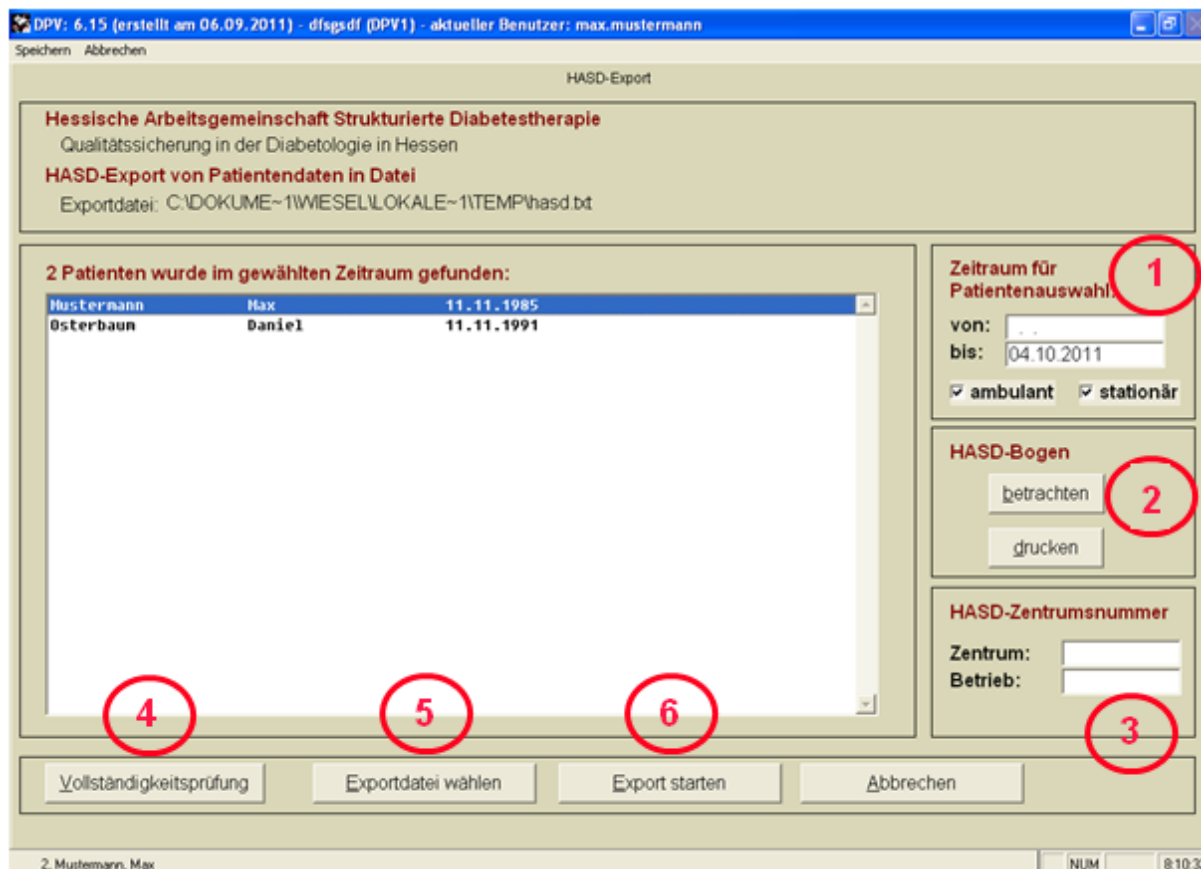 DPV: 6.15 (erstellt am 06.09.2011) - dfsgsdf (DPV1) - aktueller Benutzer: max.mustermann
Speichern Abbrechen
HASD-Export
Hessische Arbeitsgemeinschaft Strukturierte Diabetestherapie
Qualitätssicherung in der Diabetologie in Hessen
HASD-Export von Patientendaten in Datei
Exportdatei: C:\DOKUME~1\WIESEL\LOKALE~1\TEMP\hasd.txt
2 Patienten wurde im gewählten Zeitraum gefunden:
Mustermann Max 11.11.1985
Osterbaum Daniel 11.11.1991
Zeitraum für
Patientenauswahl:
1
von: . .
bis: 04.10.2011
ambulant stationär
HASD-Bogen
betrachten
2
drucken
HASD-Zentrumsnummer
Zentrum:
Betrieb:
3
4 5 6
Vollständigkeitsprüfung Exportdatei wählen Export starten Abbrechen
2. Mustermann, Max NUM 8:10:3